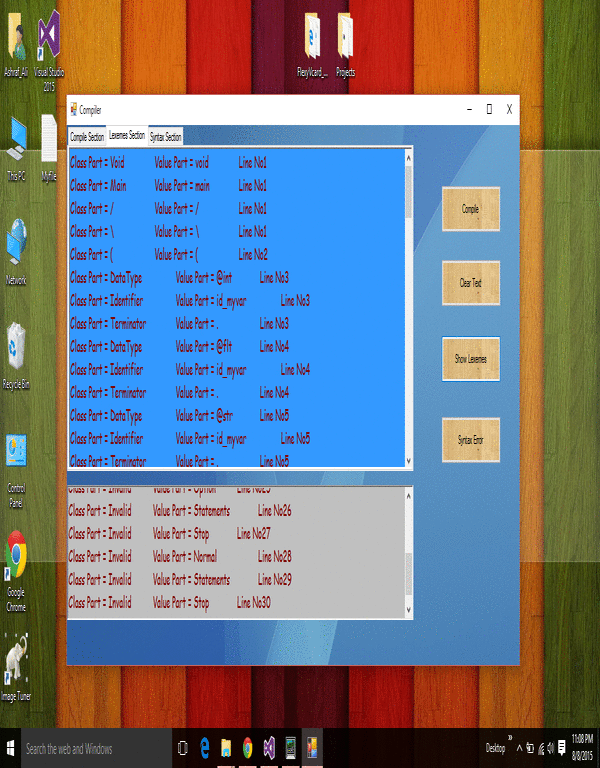 Ashraf_Ali
Visual Studio
2015
FlexyVcard_...
Projects
This PC
Myfile
Network
Recycle Bin
Control
Panel
Google
Chrome
Image Tuner
Compiler
Compile Section Lexemes Section Syntax Section
Class Part = Void Value Part = void Line No1
Class Part = Main Value Part = main Line No1
Class Part = / Value Part = / Line No1
Class Part = \ Value Part = \ Line No1
Class Part = ( Value Part = ( Line No2
Class Part = DataType Value Part = @int Line No3
Class Part = Identifier Value Part = id_myvar Line No3
Class Part = Terminator Value Part = . Line No3
Class Part = DataType Value Part = @flt Line No4
Class Part = Identifier Value Part = id_myvar Line No4
Class Part = Terminator Value Part = . Line No4
Class Part = DataType Value Part = @str Line No5
Class Part = Identifier Value Part = id_myvar Line No5
Class Part = Terminator Value Part = . Line No5
Class Part = Invalid Value Part = Option Line No25
Class Part = Invalid Value Part = Statements Line No26
Class Part = Invalid Value Part = Stop Line No27
Class Part = Invalid Value Part = Normal Line No28
Class Part = Invalid Value Part = Statements Line No29
Class Part = Invalid Value Part = Stop Line No30
Compile
Clear Text
Show Lexemes
Syntax Error
Search the web and Windows
Desktop
11:08 PM
8/8/2015